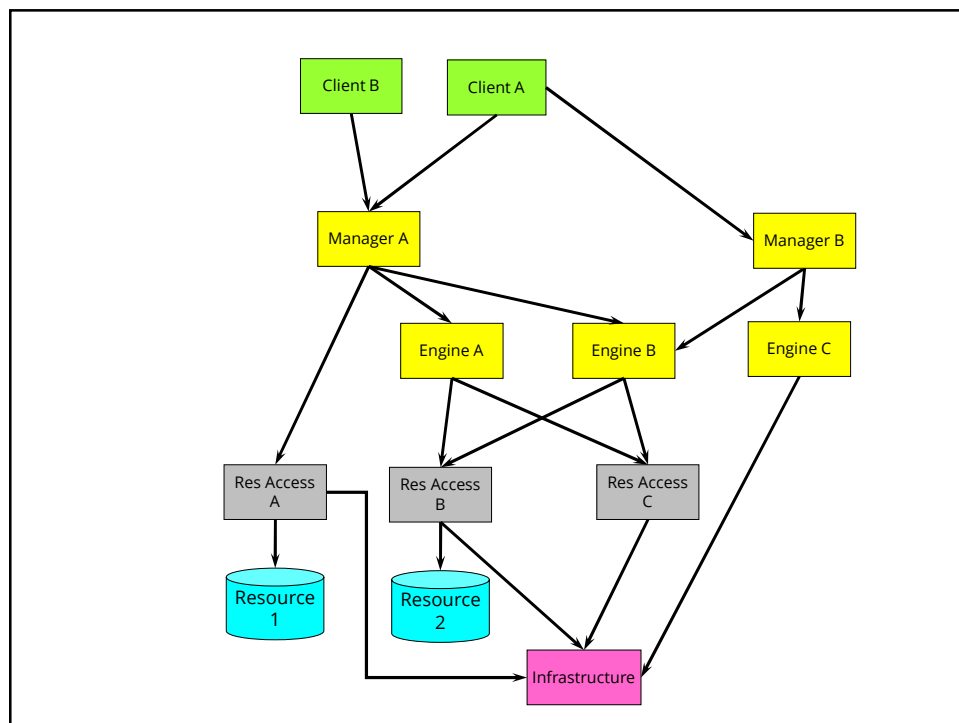 Client B
Client A
Manager A
Manager B
Engine A
Engine B
Engine C
Res Access
A
Res Access
B
Res Access
C
Resource
1
Resource
2
Infrastructure